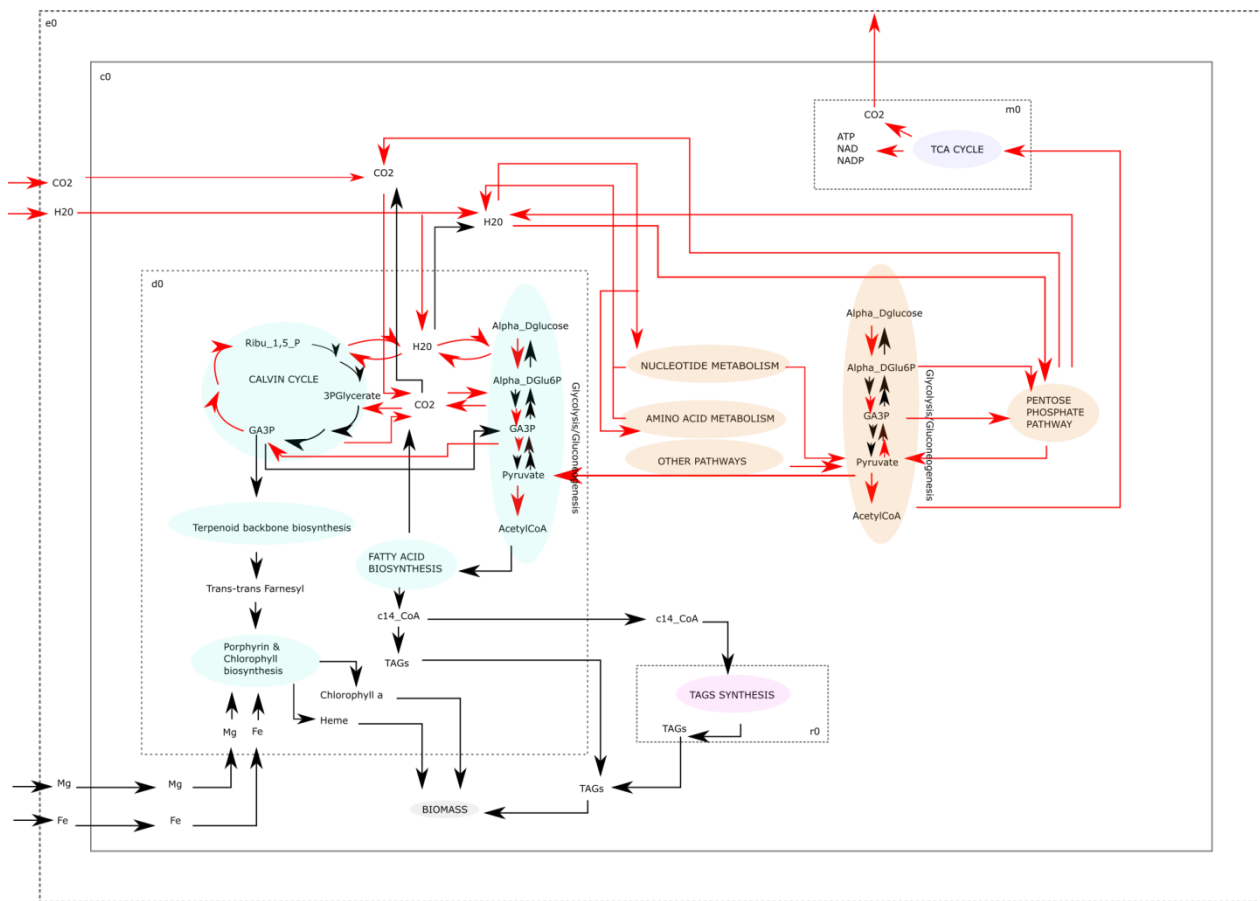 e0
c0
m0
CO2
ATP
NAD
NADP
TCA CYCLE
CO2
CO2
H20
H20
d0
Alpha_Dglucose
Alpha_Dglucose
Ribu_1,5_P
H20
CALVIN CYCLE
Alpha_DGlu6P
NUCLEOTIDE METABOLISM
Alpha_DGlu6P
3PGlycerate
CO2
Glycolysis/Gluconeogenesis
Glycolysis/Gluconeogenesis
PENTOSE
PHOSPHATE
PATHWAY
GA3P
GA3P
AMINO ACID METABOLISM
GA3P
OTHER PATHWAYS
Pyruvate
Pyruvate
AcetylCoA
AcetylCoA
Terpenoid backbone biosynthesis
FATTY ACID
BIOSYNTHESIS
Trans-trans Farnesyl
c14_CoA
c14_CoA
Porphyrin &
Chlorophyll
biosynthesis
TAGs
Chlorophyll a
TAGS SYNTHESIS
Heme
Mg
Fe
TAGs
r0
Mg
Mg
TAGs
BIOMASS
Fe
Fe